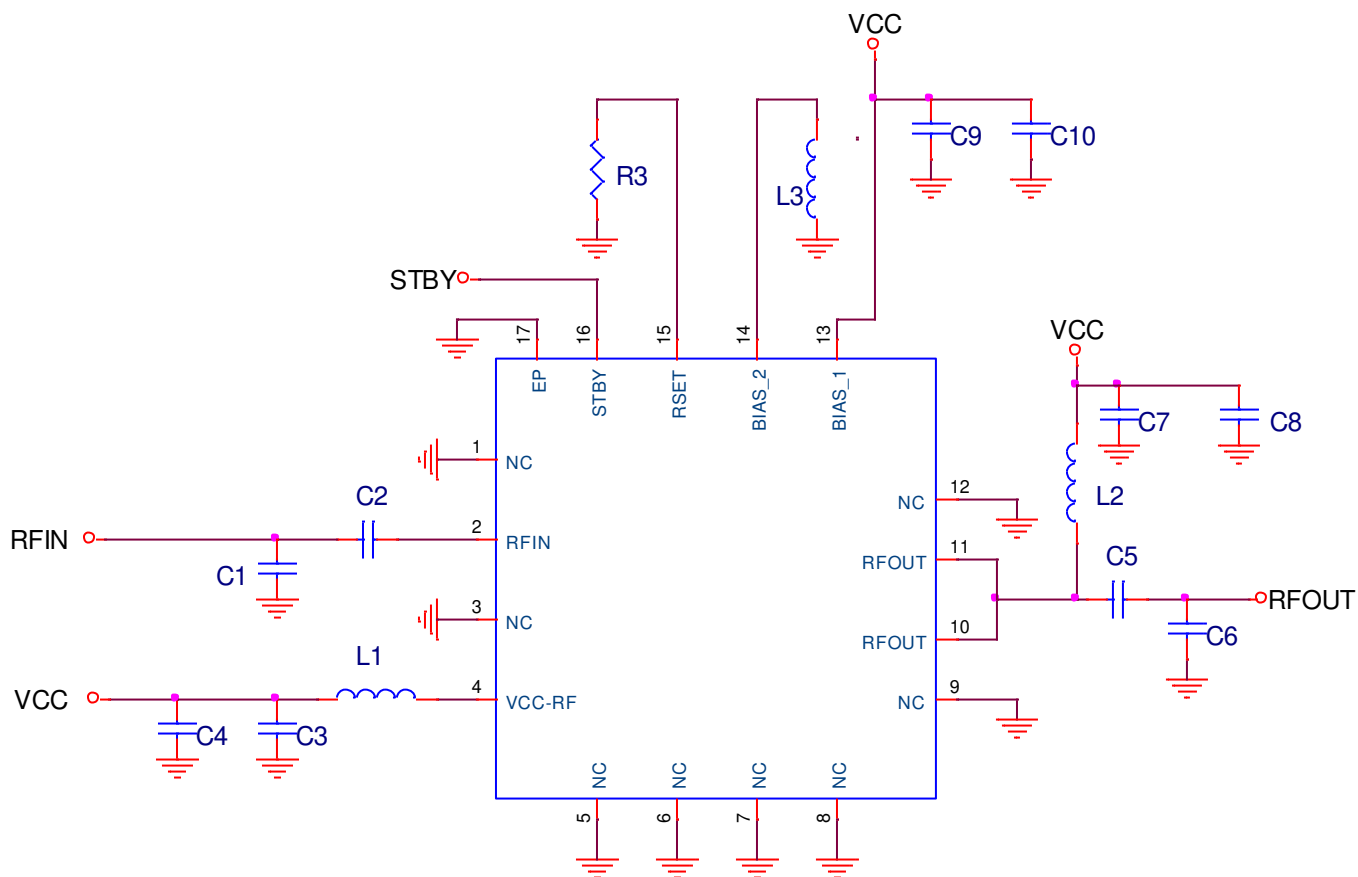 VCC
C9
C10
R3
L3
STBY
17
16
15
14
13
VCC
EP
STBY
RSET
BIAS_2
BIAS_1
C7
C8
1
NC
C2
12
NC
L2
RFIN
2
RFIN
C1
11
RFOUT
C5
RFOUT
3
NC
10
RFOUT
C6
L1
VCC
4
VCC-RF
9
NC
C4
C3
NC
NC
NC
NC
5
6
7
8